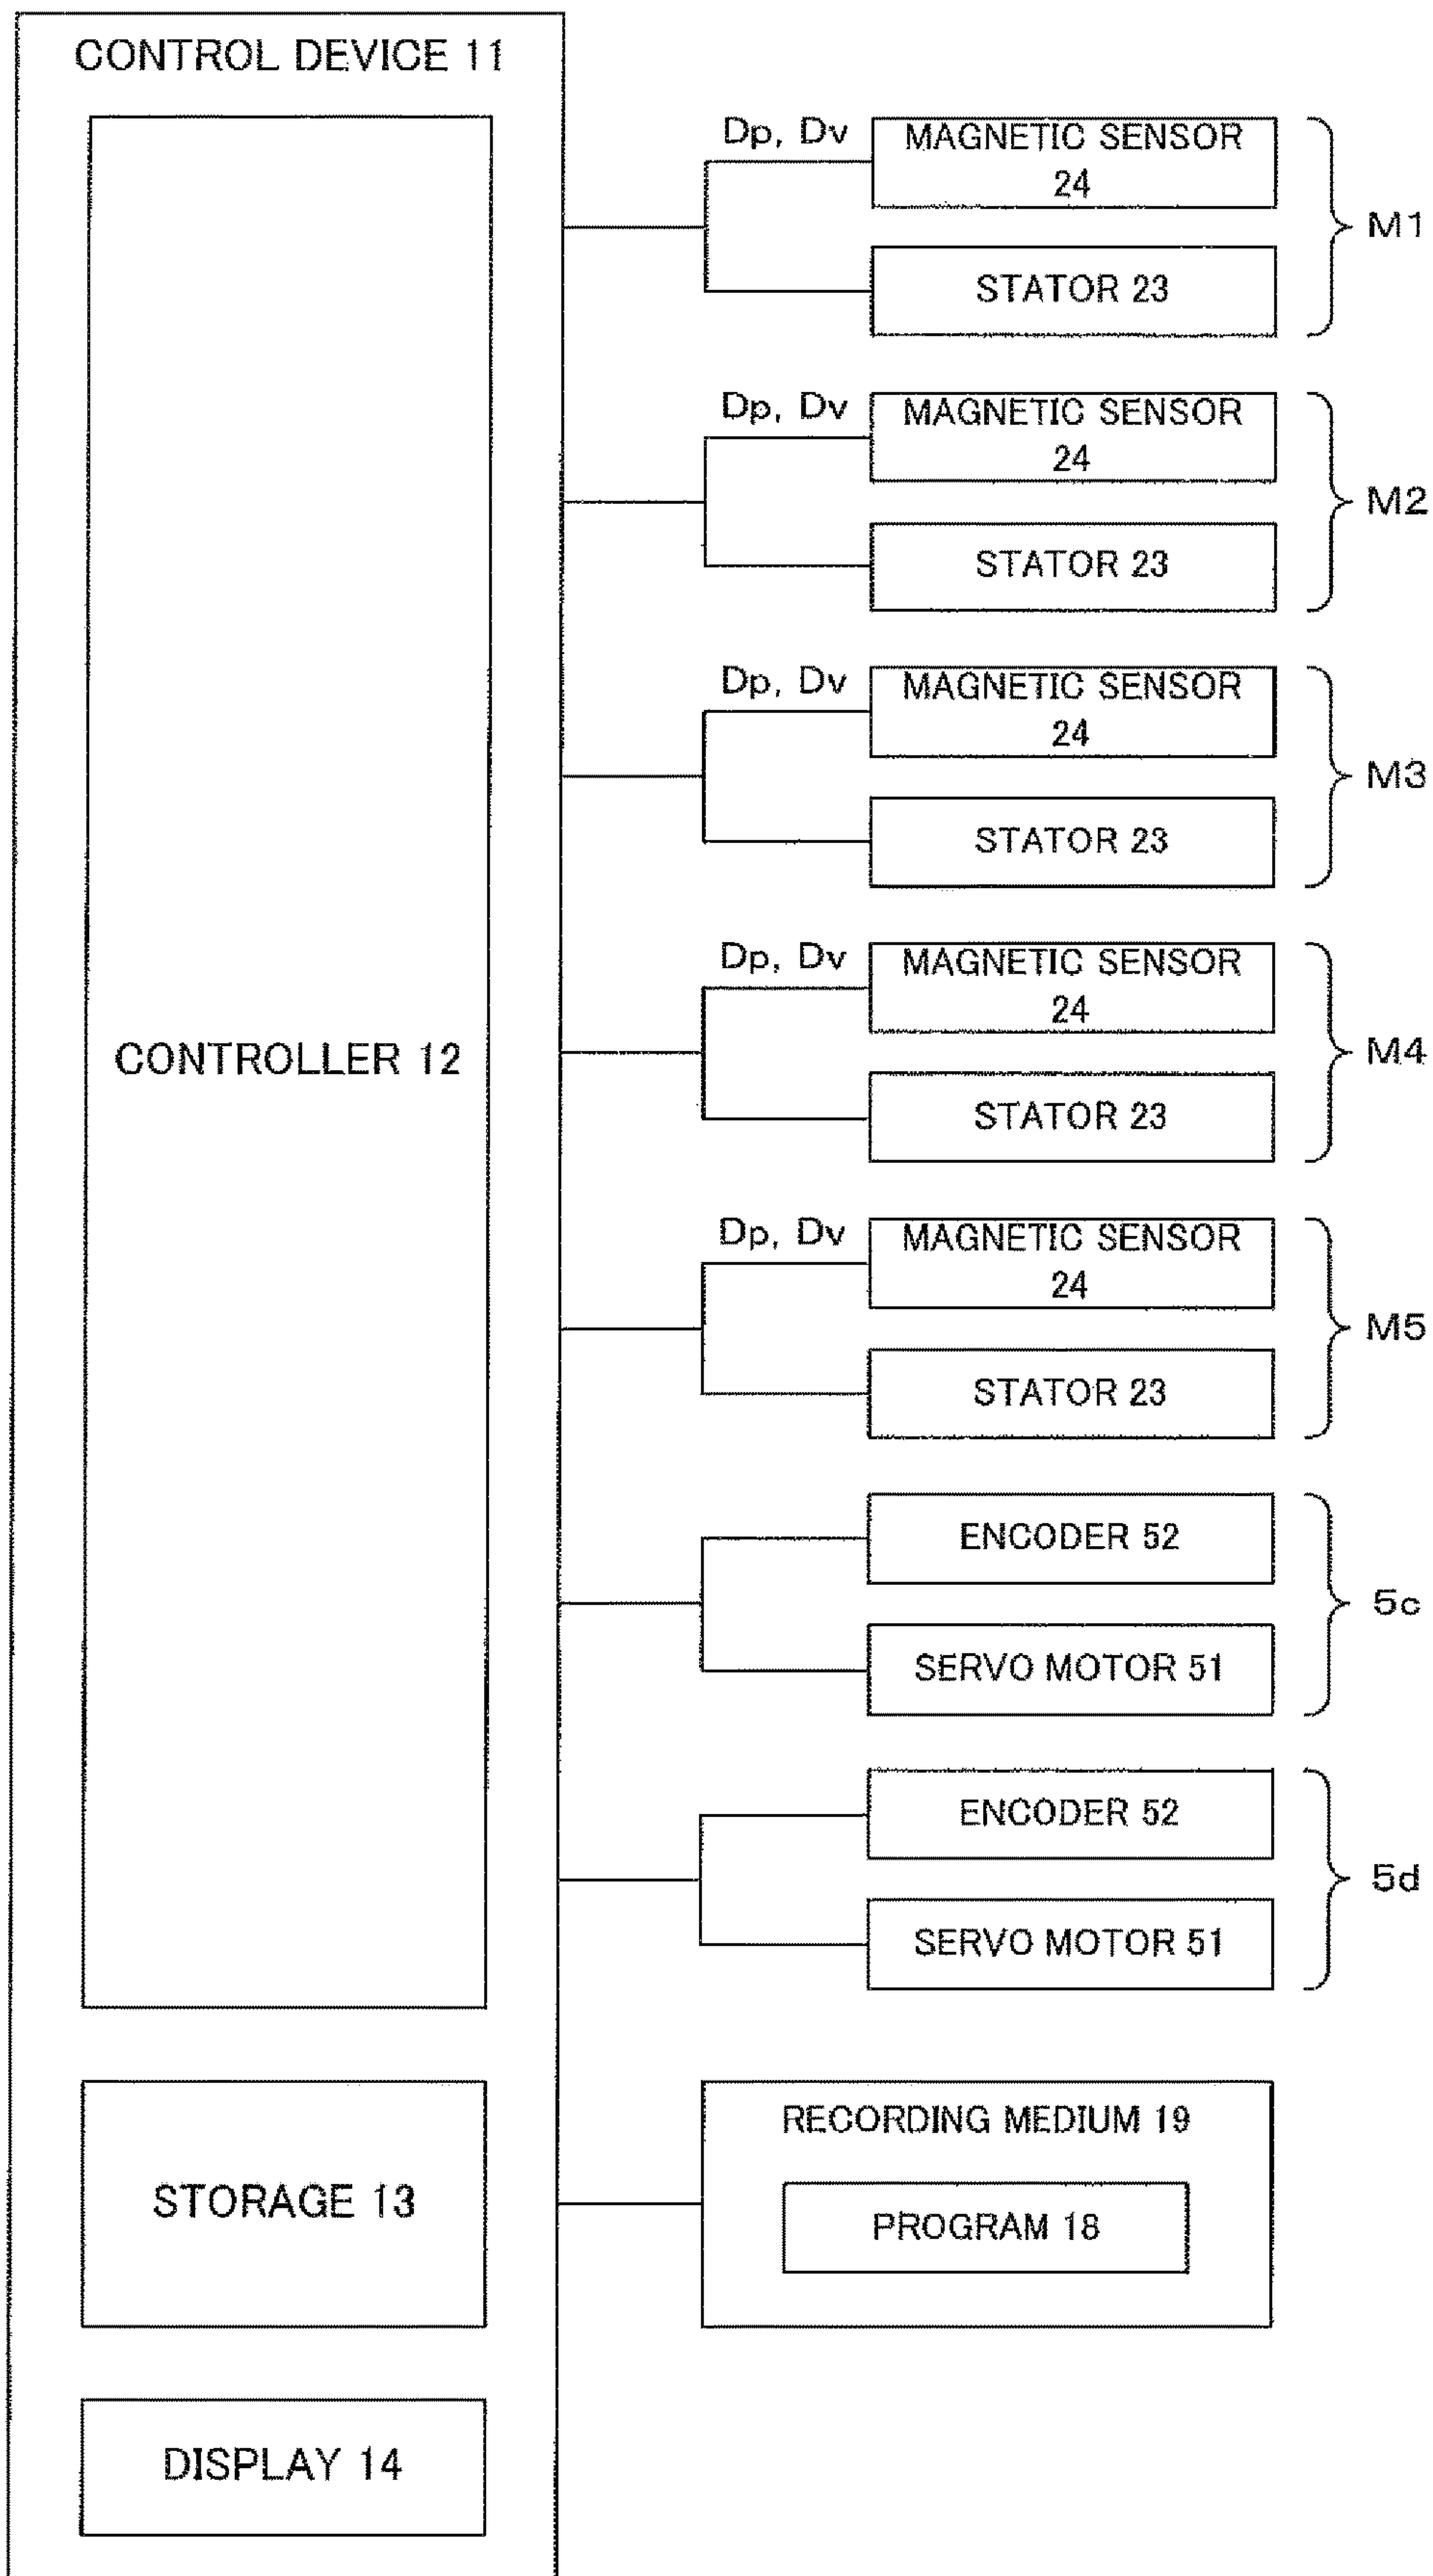 CONTROL DEVICE 11
CONTROLLER 12
STORAGE 13
DISPLAY 14
Dp, Dv
MAGNETIC SENSOR
24
STATOR 23
M1
Dp, Dv
MAGNETIC SENSOR
24
STATOR 23
M2
Dp, Dv
MAGNETIC SENSOR
24
STATOR 23
M3
Dp, Dv
MAGNETIC SENSOR
24
STATOR 23
M4
Dp, Dv
MAGNETIC SENSOR
24
STATOR 23
M5
ENCODER 52
SERVO MOTOR 51
5c
ENCODER 52
SERVO MOTOR 51
5d
RECORDING MEDIUM 19
PROGRAM 18